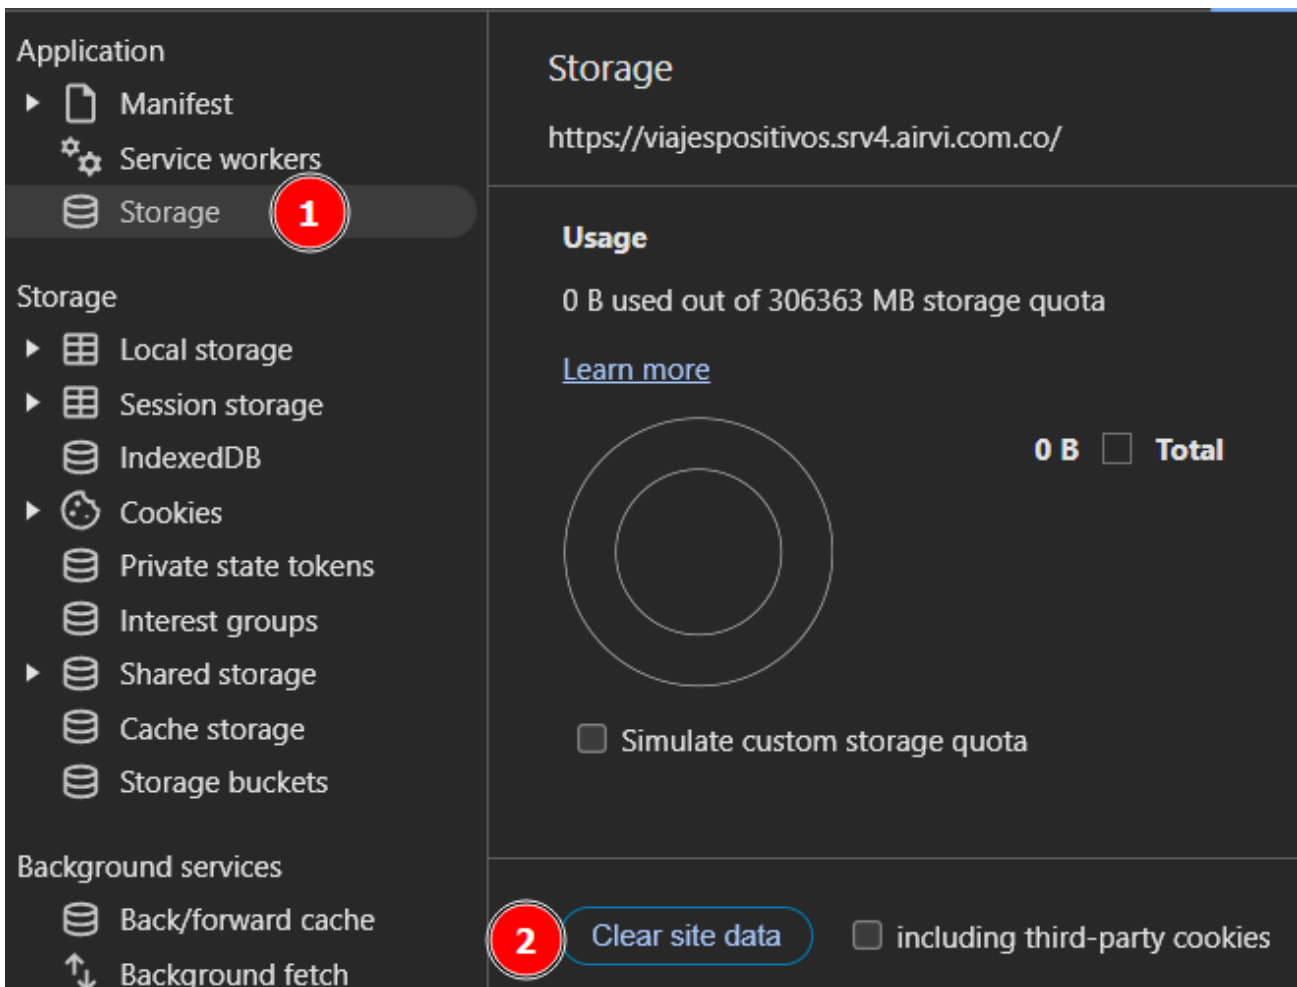 Application
Manifest
Service workers
Storage
1
Storage
Local storage
Session storage
IndexedDB
Cookies
Private state tokens
Interest groups
Shared storage
Cache storage
Storage buckets
Background services
Back/forward cache
Background fetch
Storage
https://viajespositivos.srv4.airvi.com.co/
Usage
0 B used out of 306363 MB storage quota
Learn more
0 B Total
Simulate custom storage quota
2
Clear site data including third-party cookies